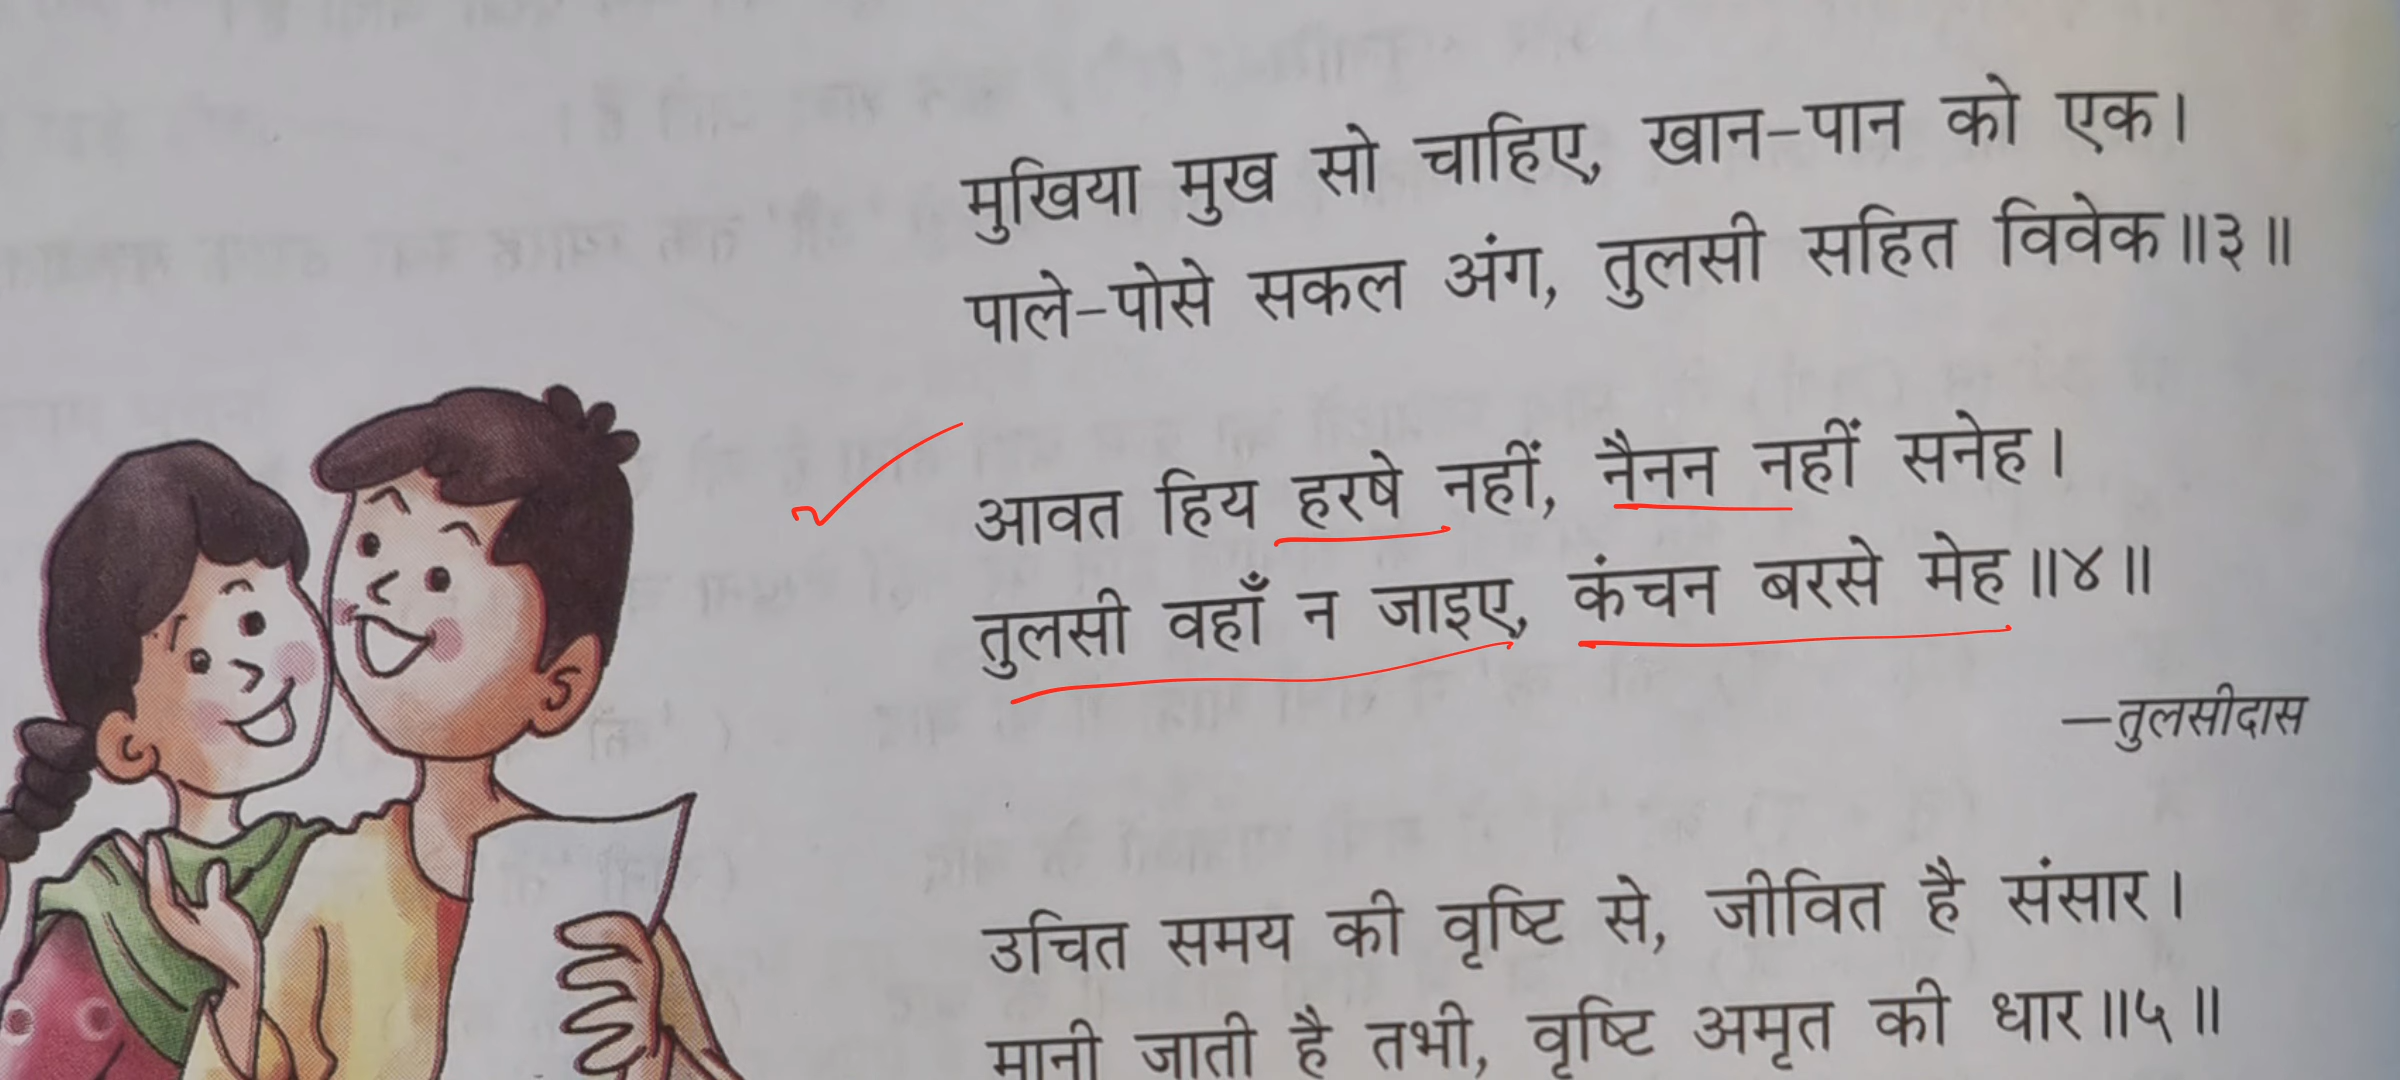 मुखिया मुख सो चाहिए, खान-पान को एक।
पाले-पोसे सकल अंग, तुलसी सहित विवेक॥३॥
आवत हिय हरषे नहीं, नैनन नहीं सनेह।
तुलसी वहाँ न जाइए, कंचन बरसे मेह॥४॥
—तुलसीदास
उचित समय की वृष्टि से, जीवित है संसार।
मानी जाती है तभी, वृष्टि अमृत की धार॥५॥